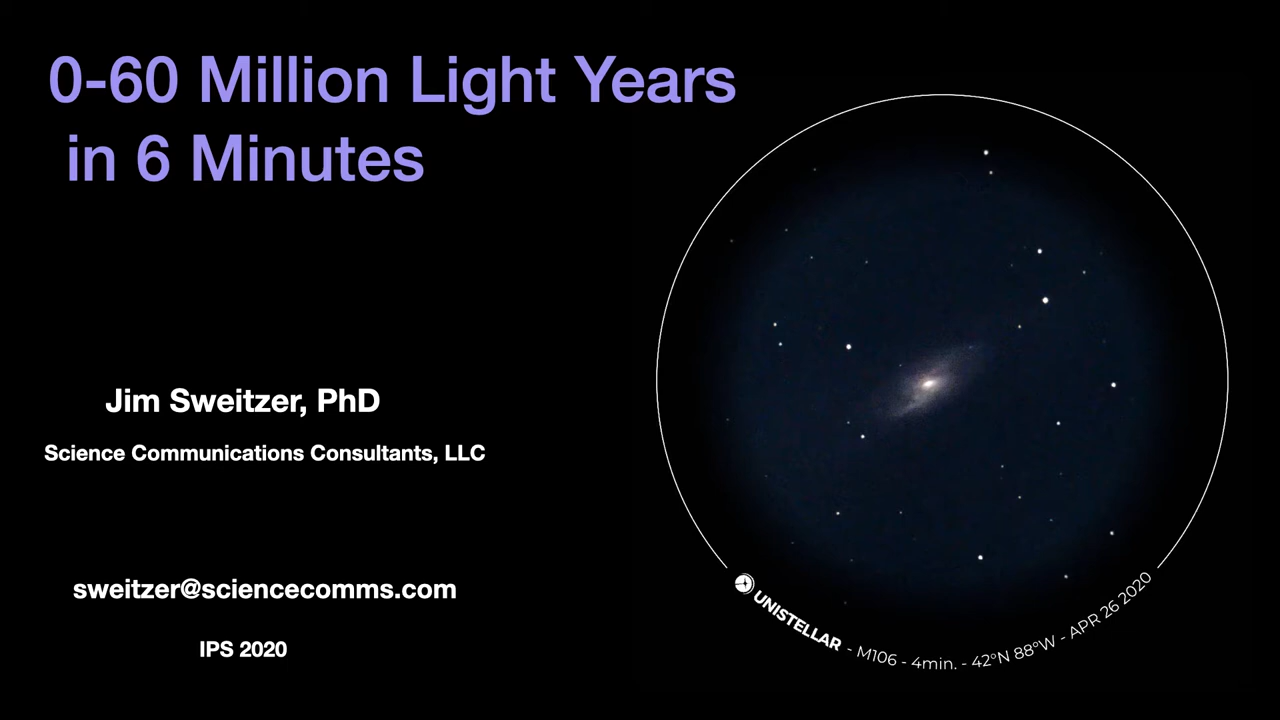 0-60 Million Light Years
in 6 Minutes
Jim Sweitzer, PhD
Science Communications Consultants, LLC
sweitzer@sciencecomms.com
IPS 2020
UNISTELLAR - M106 - 4min. - 42°N 88°W - APR 26 2020